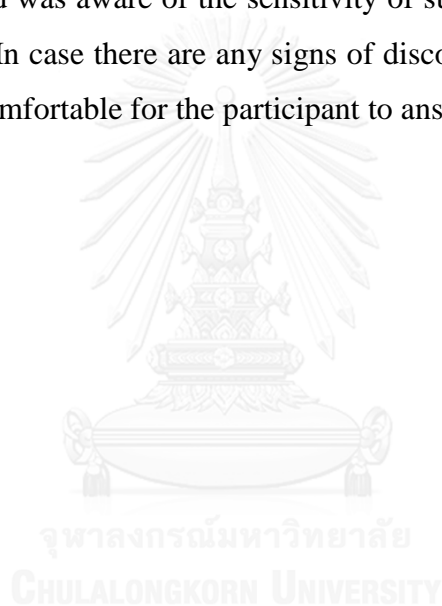 d was aware of the sensitivity of su
In case there are any signs of disco
omfortable for the participant to ans
จุฬาลงกรณ์มหาวิทยาลัย
CHULALONGKORN UNIVERSITY